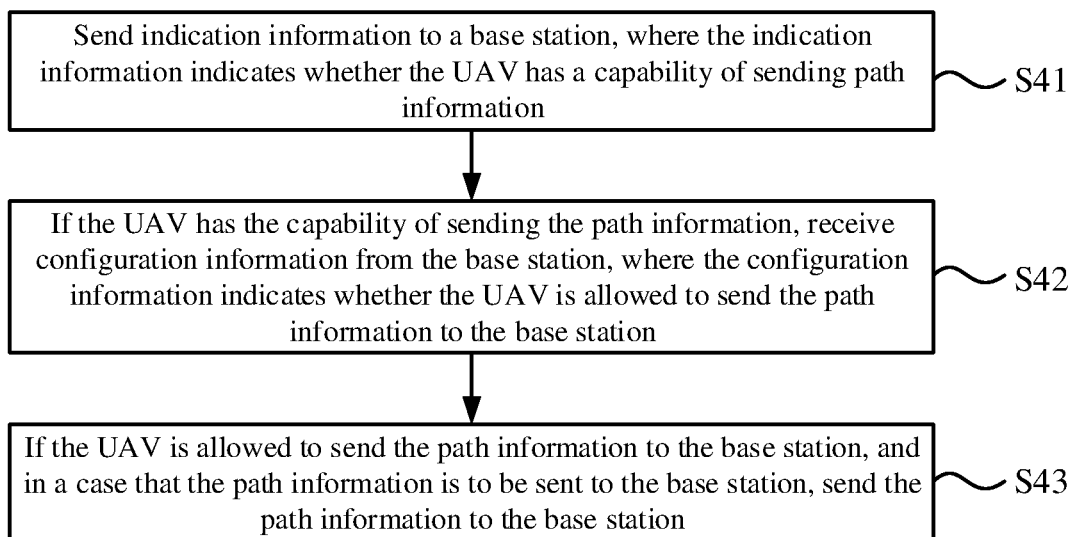 Send indication information to a base station, where the indication
information indicates whether the UAV has a capability of sending path
information
S41
If the UAV has the capability of sending the path information, receive
configuration information from the base station, where the configuration
information indicates whether the UAV is allowed to send the path
information to the base station
S42
If the UAV is allowed to send the path information to the base station, and
in a case that the path information is to be sent to the base station, send the
path information to the base station
S43